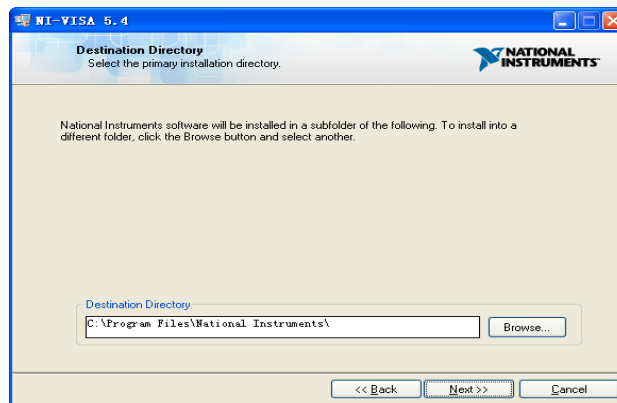 NI-VISA 5.4
Destination Directory
Select the primary installation directory.
NATIONAL
INSTRUMENTS
National Instruments software will be installed in a subfolder of the following. To install into a
different folder, click the Browse button and select another.
Destination Directory
C:\Program Files\National Instruments\
Browse...
<< Back
Next >>
Cancel